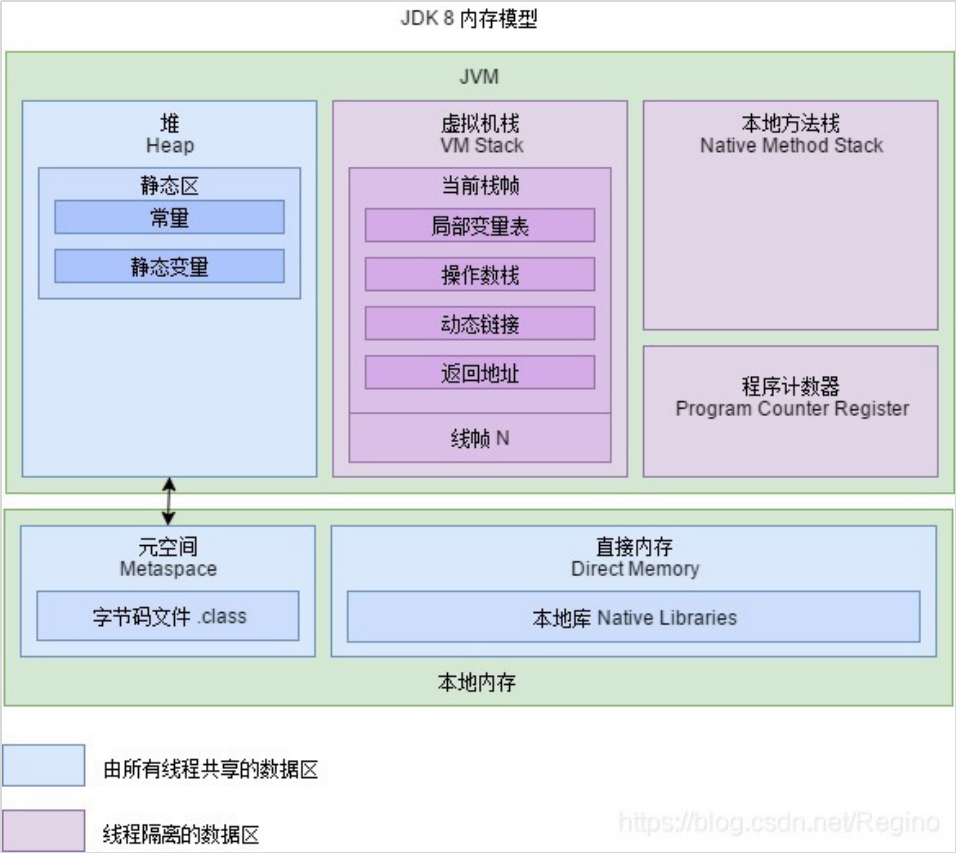 JDK 8 内存模型
JVM
堆
Heap
静态区
常量
静态变量
虚拟机栈
VM Stack
当前栈帧
局部变量表
操作数栈
动态链接
返回地址
线帧 N
本地方法栈
Native Method Stack
程序计数器
Program Counter Register
元空间
Metaspace
字节码文件 .class
直接内存
Direct Memory
本地库 Native Libraries
本地内存
由所有线程共享的数据区
线程隔离的数据区
https://blog.csdn.net/Regino